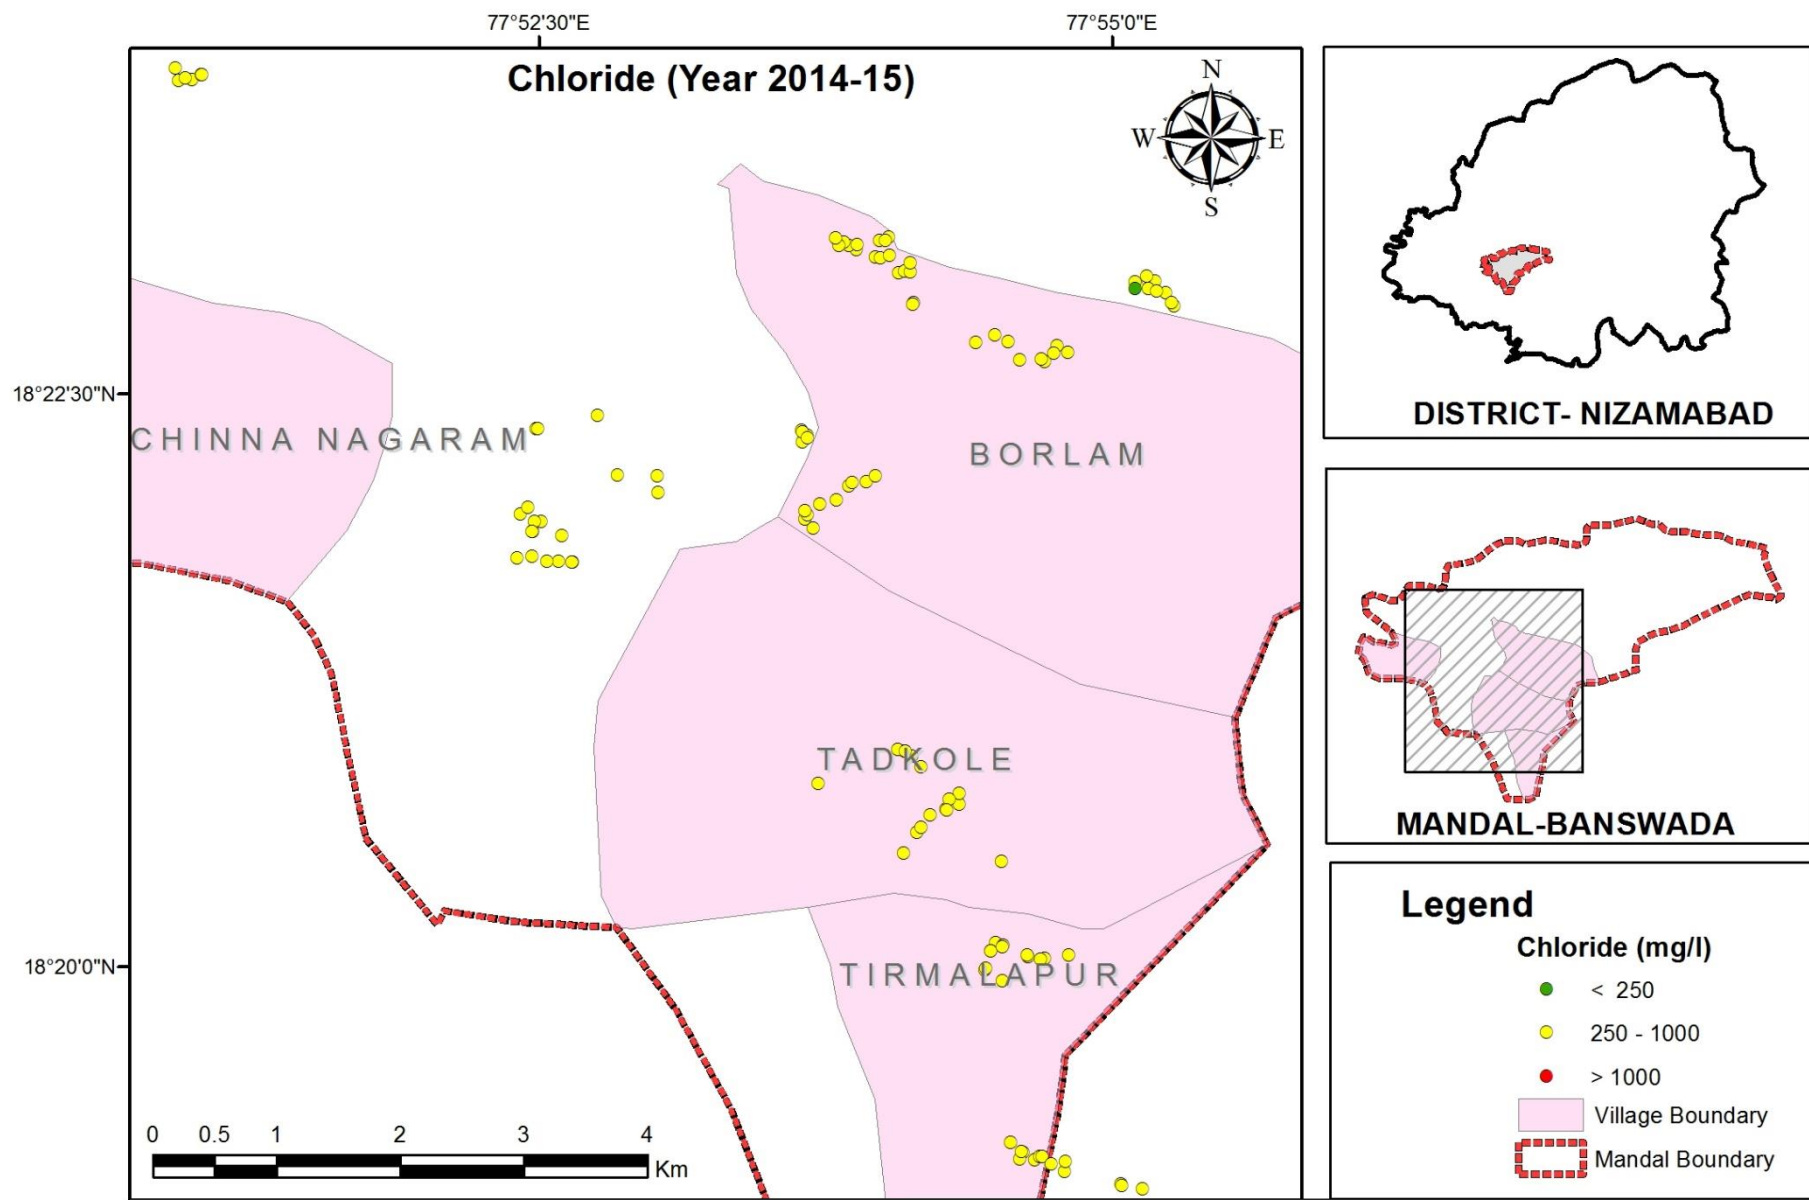 77°52'30"E
77°55'0"E
Chloride (Year 2014-15)
N
W
E
S
18°22'30"N
CHINNA NAGARAM
BORLAM
TADKOLE
18°20'0"N
TIRMALAPUR
0 0.5 1 2 3 4
Km
DISTRICT- NIZAMABAD
MANDAL-BANSWADA
Legend
Chloride (mg/l)
< 250
250 - 1000
> 1000
Village Boundary
Mandal Boundary